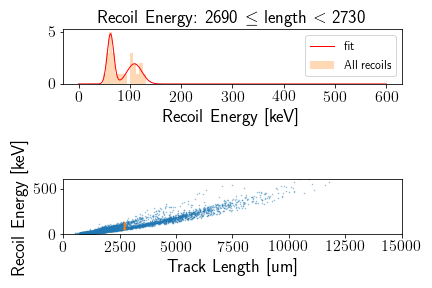 Recoil Energy: 2690 ≤ length < 2730
5
0
fit
All recoils
0 100 200 300 400 500 600
Recoil Energy [keV]
Recoil Energy [keV]
500
0
0 2500 5000 7500 10000 12500 15000
Track Length [um]